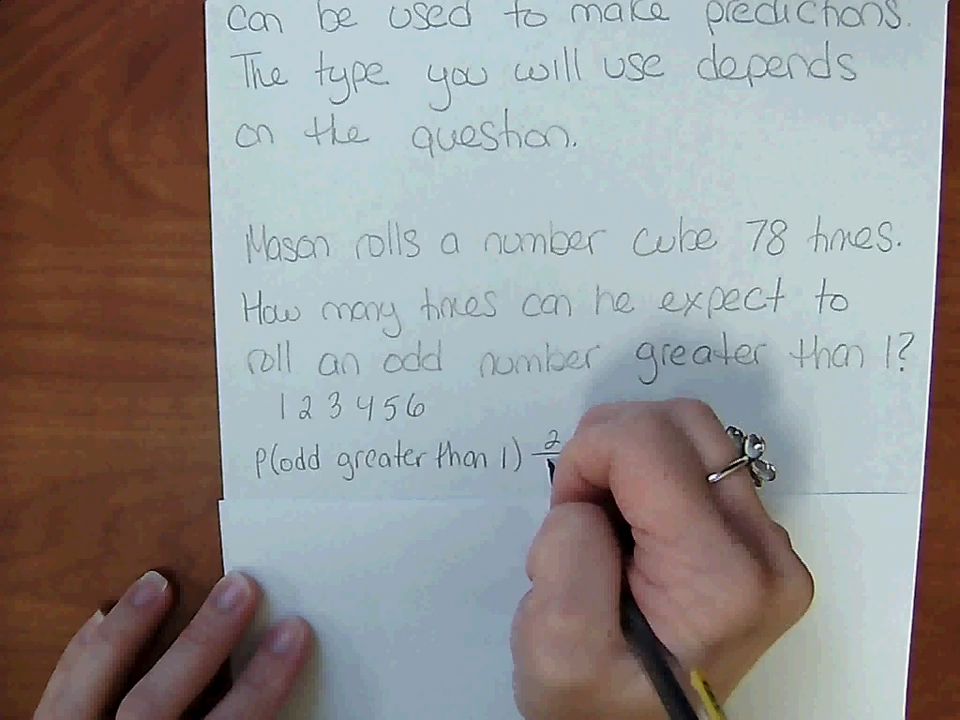 can be used to make predictions.
The type you will use depends
on the question.
Mason rolls a number cube 78 times.
How many times can he expect to
roll an odd number greater than 1?
1 2 3 4 5 6
P(odd greater than 1) 2